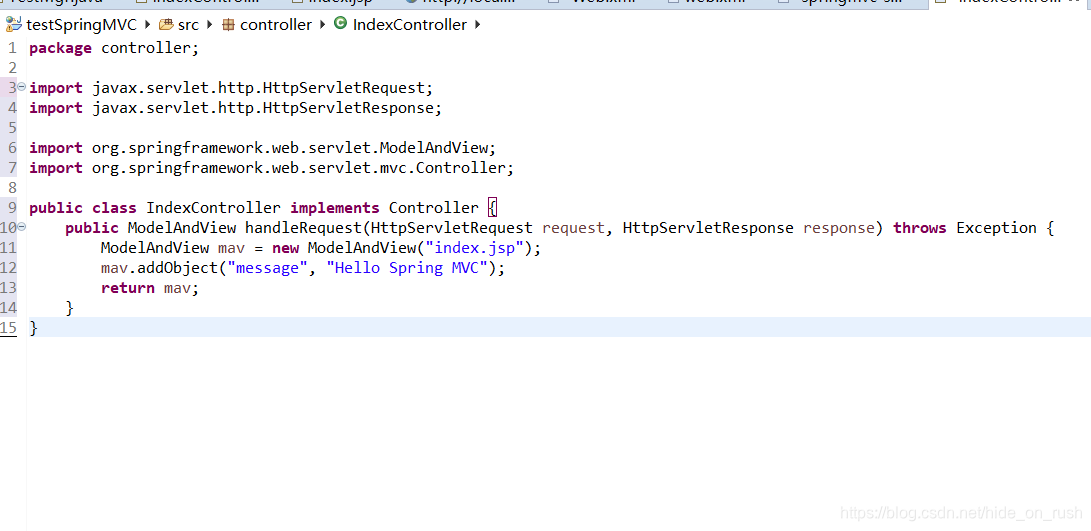 testSpringMVC src controller IndexController
1 package controller;
2
3 import javax.servlet.http.HttpServletRequest;
4 import javax.servlet.http.HttpServletResponse;
5
6 import org.springframework.web.servlet.ModelAndView;
7 import org.springframework.web.servlet.mvc.Controller;
8
9 public class IndexController implements Controller {
10 public ModelAndView handleRequest(HttpServletRequest request, HttpServletResponse response) throws Exception {
11 ModelAndView mav = new ModelAndView("index.jsp");
12 mav.addObject("message", "Hello Spring MVC");
13 return mav;
14 }
15 }
https://blog.csdn.net/hide_on_rush